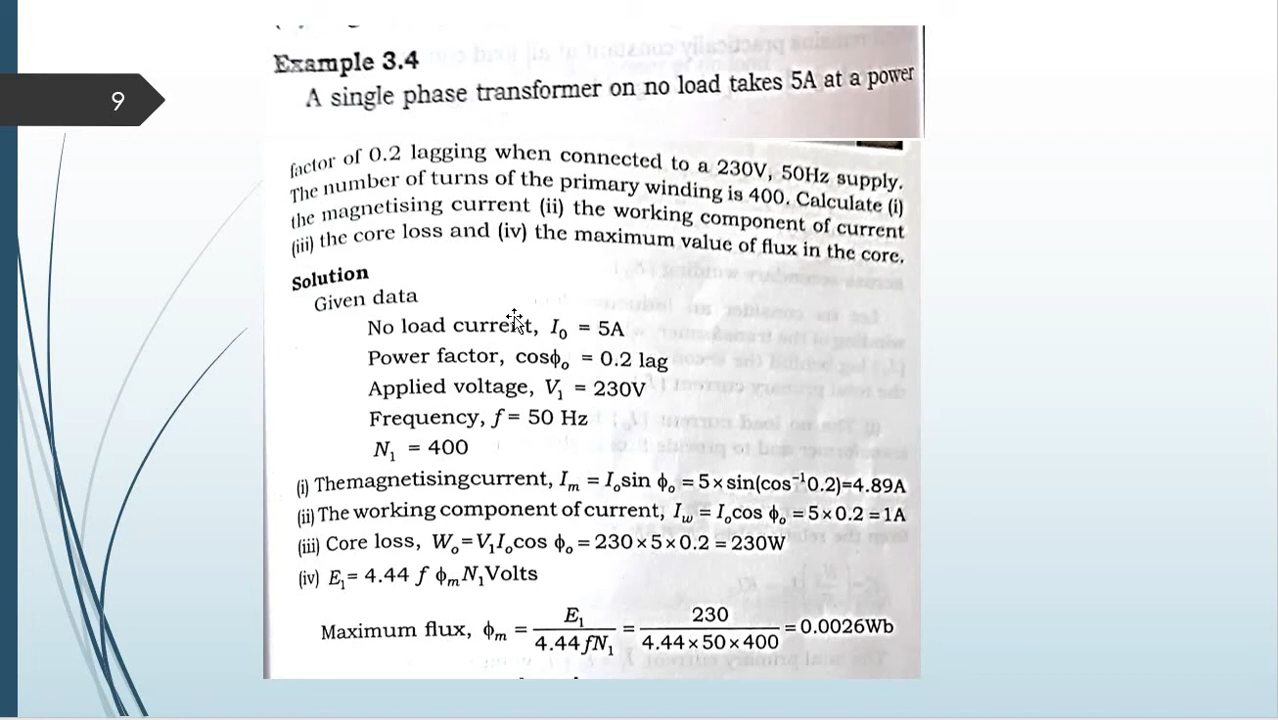 9
Example 3.4
A single phase transformer on no load takes 5A at a power
factor of 0.2 lagging when connected to a 230V, 50Hz supply.
The number of turns of the primary winding is 400. Calculate (i)
the magnetising current (ii) the working component of current
(iii) the core loss and (iv) the maximum value of flux in the core.
Solution
Given data
No load current, I₀ = 5A
Power factor, cosϕₒ = 0.2 lag
Applied voltage, V₁ = 230V
Frequency, f = 50 Hz
N₁ = 400
(i) Themagnetisingcurrent, Iₘ = Iₒsin ϕₒ = 5×sin(cos⁻¹0.2)=4.89A
(ii) The working component of current, I_w = Iₒcos ϕₒ = 5×0.2 = 1A
(iii) Core loss, Wₒ=V₁Iₒcos ϕₒ = 230×5×0.2 = 230W
(iv) E₁= 4.44 f ϕₘN₁Volts
Maximum flux, ϕₘ = E₁ / 4.44 fN₁ = 230 / 4.44×50×400 = 0.0026Wb